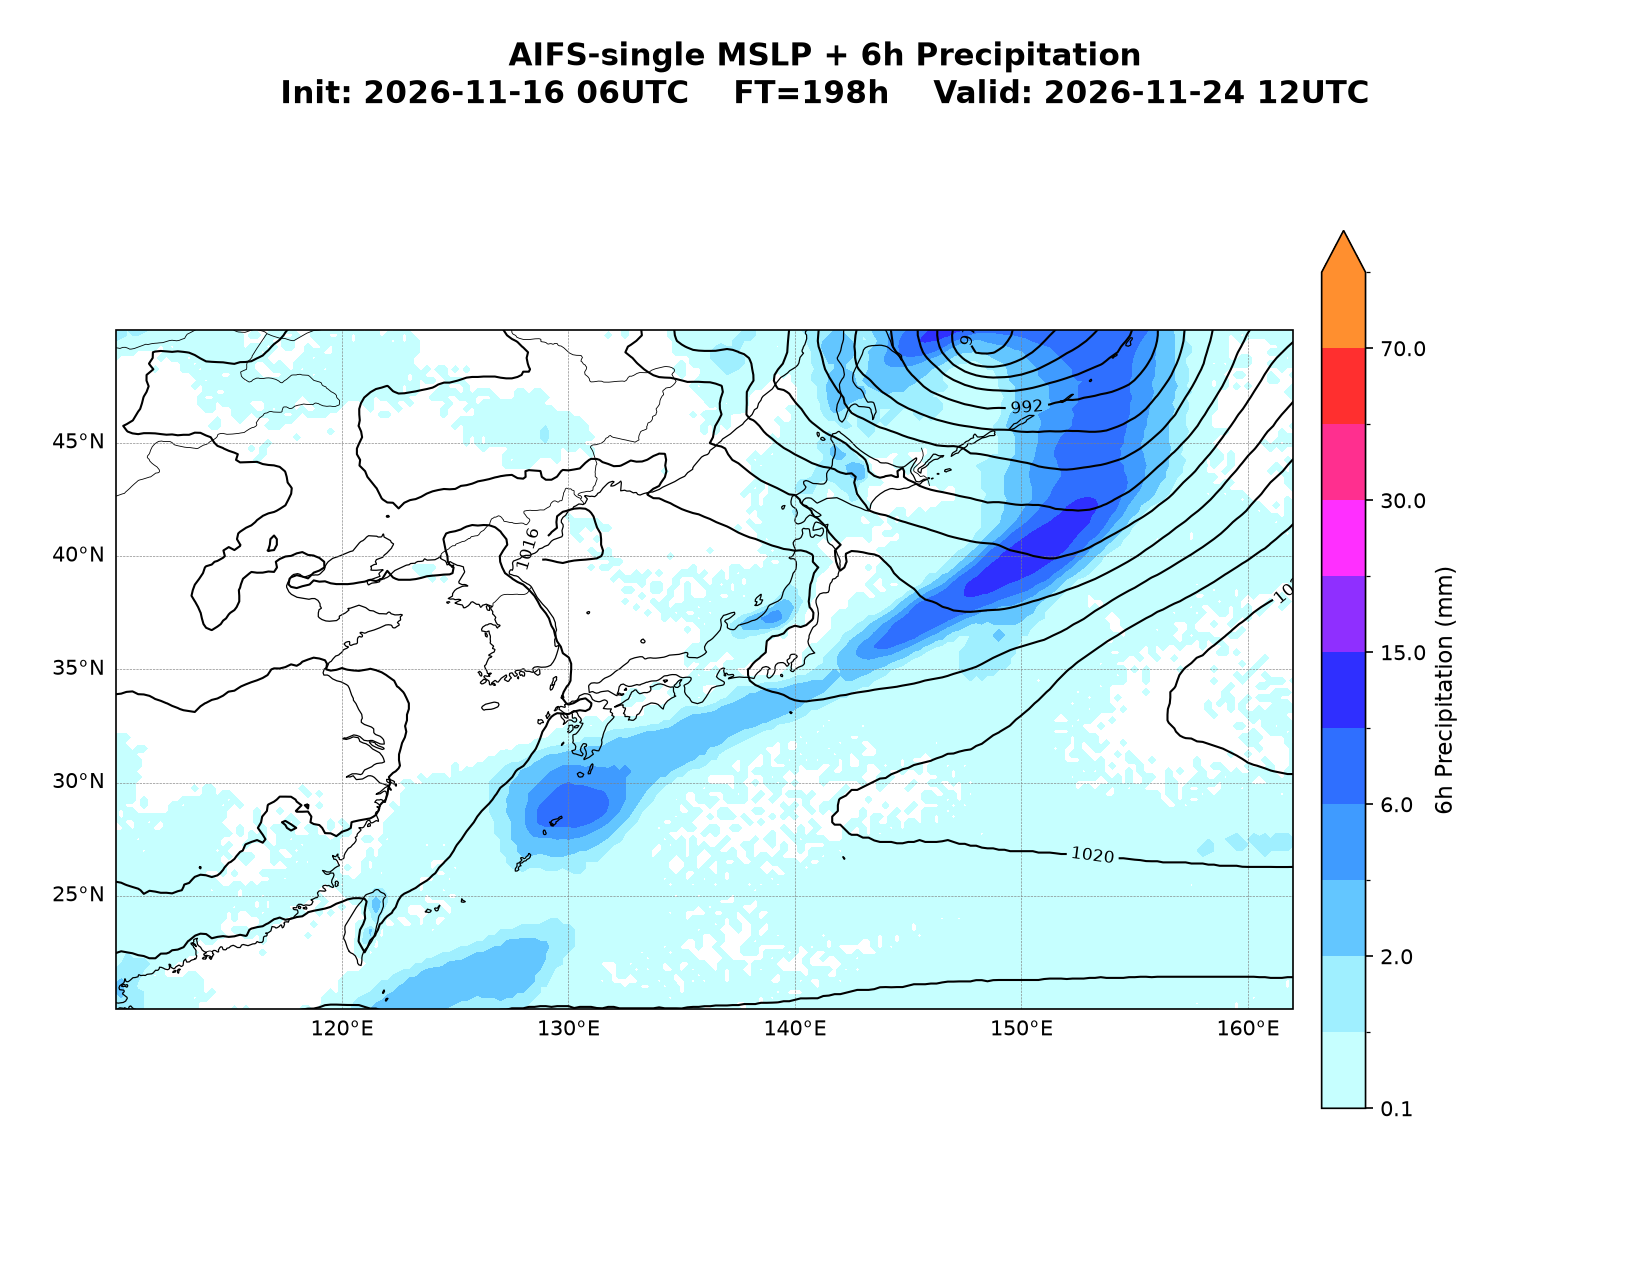 AIFS-single MSLP + 6h Precipitation
Init: 2026-11-16 06UTC    FT=198h    Valid: 2026-11-24 12UTC
70.0
30.0
15.0
6.0
2.0
0.1
6h Precipitation (mm)
45°N
40°N
35°N
30°N
25°N
992
1016
1020
120°E
130°E
140°E
150°E
160°E